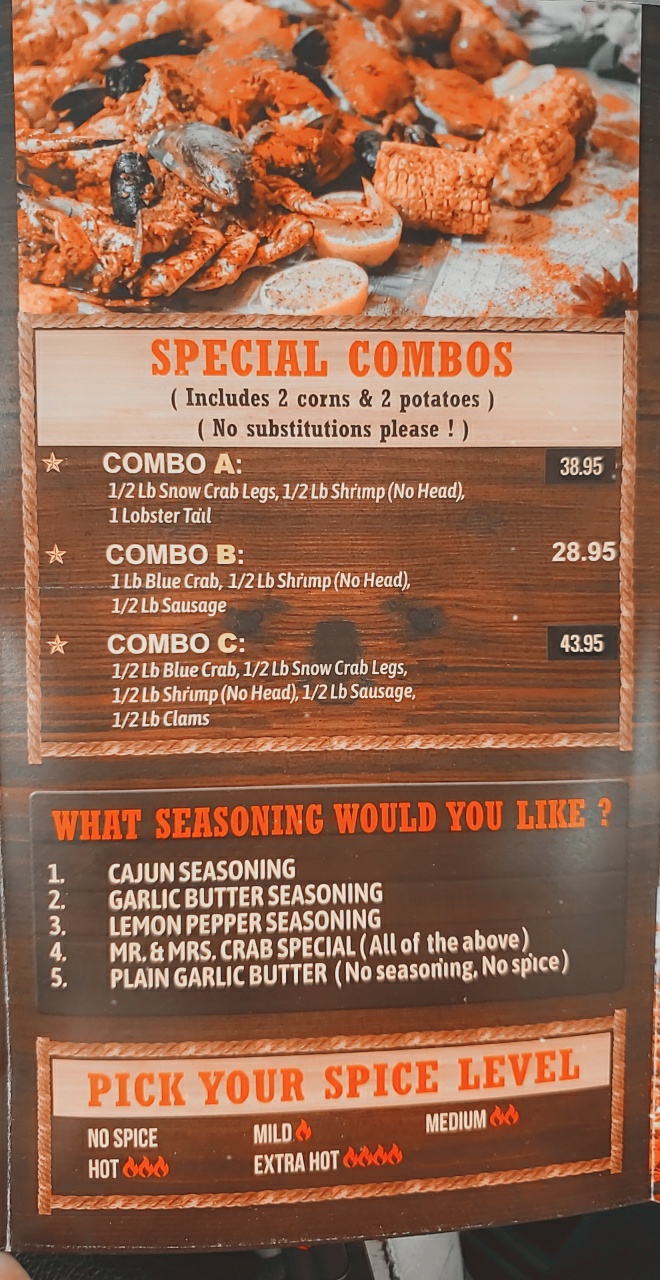 SPECIAL COMBOS
( Includes 2 corns & 2 potatoes )
( No substitutions please ! )
COMBO A: 38.95
1/2 Lb Snow Crab Legs, 1/2 Lb Shrimp (No Head),
1 Lobster Tail
COMBO B: 28.95
1 Lb Blue Crab, 1/2 Lb Shrimp (No Head),
1/2 Lb Sausage
COMBO C: 43.95
1/2 Lb Blue Crab, 1/2 Lb Snow Crab Legs,
1/2 Lb Shrimp (No Head), 1/2 Lb Sausage,
1/2 Lb Clams
WHAT SEASONING WOULD YOU LIKE ?
1. CAJUN SEASONING
2. GARLIC BUTTER SEASONING
3. LEMON PEPPER SEASONING
4. MR. & MRS. CRAB SPECIAL ( All of the above)
5. PLAIN GARLIC BUTTER ( No seasoning, No spice)
PICK YOUR SPICE LEVEL
NO SPICE MILD MEDIUM
HOT EXTRA HOT